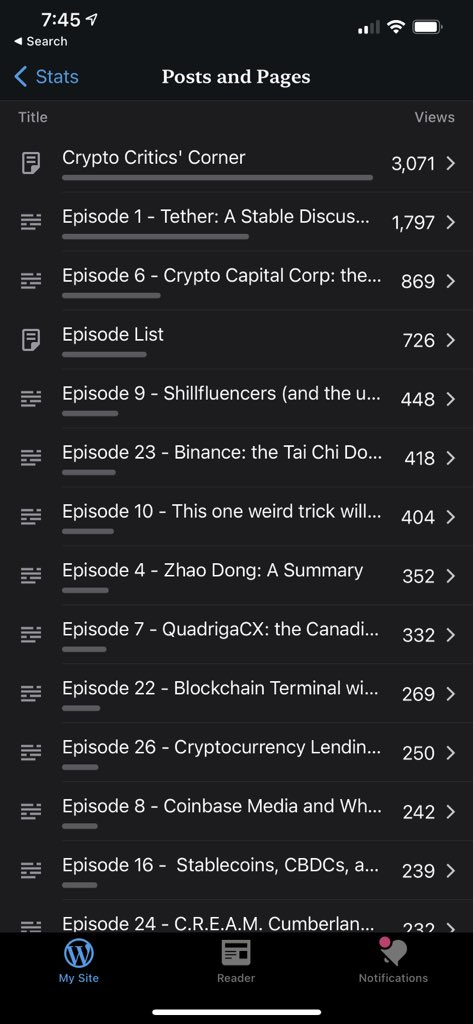 7:45
Search
Stats
Posts and Pages
Title
Views
Crypto Critics' Corner
3,071
Episode 1 - Tether: A Stable Discus...
1,797
Episode 6 - Crypto Capital Corp: the...
869
Episode List
726
Episode 9 - Shillfluencers (and the u...
448
Episode 23 - Binance: the Tai Chi Do...
418
Episode 10 - This one weird trick will...
404
Episode 4 - Zhao Dong: A Summary
352
Episode 7 - QuadrigaCX: the Canadi...
332
Episode 22 - Blockchain Terminal wi...
269
Episode 26 - Cryptocurrency Lendin...
250
Episode 8 - Coinbase Media and Wh...
242
Episode 16 -  Stablecoins, CBDCs, a...
239
Episode 24 - C.R.E.A.M. Cumberlan...
232
My Site
Reader
Notifications